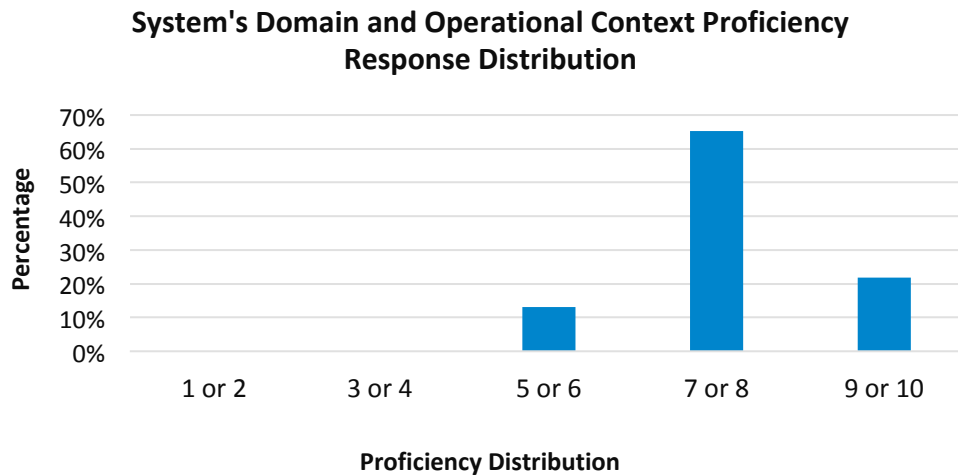 System's Domain and Operational Context Proficiency
Response Distribution
Percentage
70%
60%
50%
40%
30%
20%
10%
0%
1 or 2
3 or 4
5 or 6
7 or 8
9 or 10
Proficiency Distribution